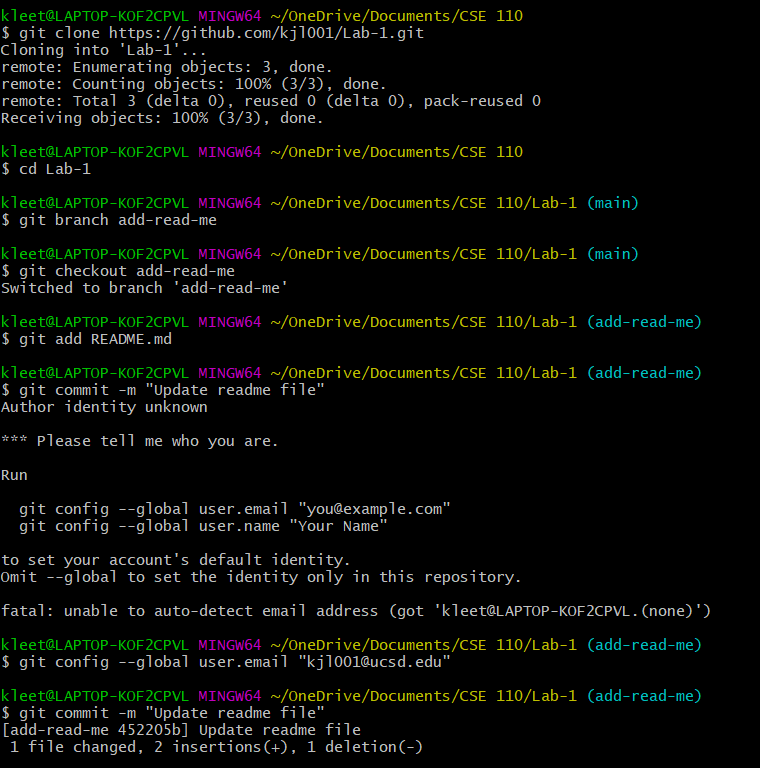 kleet@LAPTOP-KOF2CPVL MINGW64 ~/OneDrive/Documents/CSE 110
$ git clone https://github.com/kjl001/Lab-1.git
Cloning into 'Lab-1'...
remote: Enumerating objects: 3, done.
remote: Counting objects: 100% (3/3), done.
remote: Total 3 (delta 0), reused 0 (delta 0), pack-reused 0
Receiving objects: 100% (3/3), done.
kleet@LAPTOP-KOF2CPVL MINGW64 ~/OneDrive/Documents/CSE 110
$ cd Lab-1
kleet@LAPTOP-KOF2CPVL MINGW64 ~/OneDrive/Documents/CSE 110/Lab-1 (main)
$ git branch add-read-me
kleet@LAPTOP-KOF2CPVL MINGW64 ~/OneDrive/Documents/CSE 110/Lab-1 (main)
$ git checkout add-read-me
Switched to branch 'add-read-me'
kleet@LAPTOP-KOF2CPVL MINGW64 ~/OneDrive/Documents/CSE 110/Lab-1 (add-read-me)
$ git add README.md
kleet@LAPTOP-KOF2CPVL MINGW64 ~/OneDrive/Documents/CSE 110/Lab-1 (add-read-me)
$ git commit -m "Update readme file"
Author identity unknown
*** Please tell me who you are.
Run
git config --global user.email "you@example.com"
git config --global user.name "Your Name"
to set your account's default identity.
Omit --global to set the identity only in this repository.
fatal: unable to auto-detect email address (got 'kleet@LAPTOP-KOF2CPVL.(none)')
kleet@LAPTOP-KOF2CPVL MINGW64 ~/OneDrive/Documents/CSE 110/Lab-1 (add-read-me)
$ git config --global user.email "kjl001@ucsd.edu"
kleet@LAPTOP-KOF2CPVL MINGW64 ~/OneDrive/Documents/CSE 110/Lab-1 (add-read-me)
$ git commit -m "Update readme file"
[add-read-me 452205b] Update readme file
1 file changed, 2 insertions(+), 1 deletion(-)